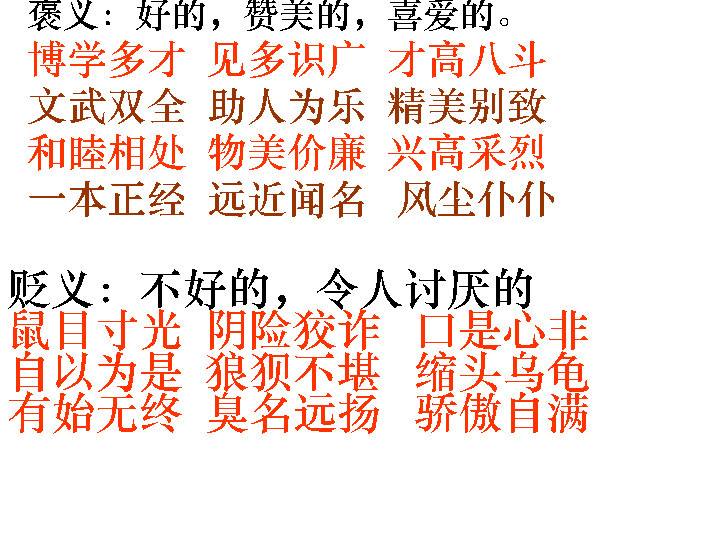 褒义：好的，赞美的，喜爱的。
博学多才 见多识广 才高八斗
文武双全 助人为乐 精美别致
和睦相处 物美价廉 兴高采烈
一本正经 远近闻名 风尘仆仆
贬义：不好的，令人讨厌的
鼠目寸光 阴险狡诈 口是心非
自以为是 狼狈不堪 缩头乌龟
有始无终 臭名远扬 骄傲自满